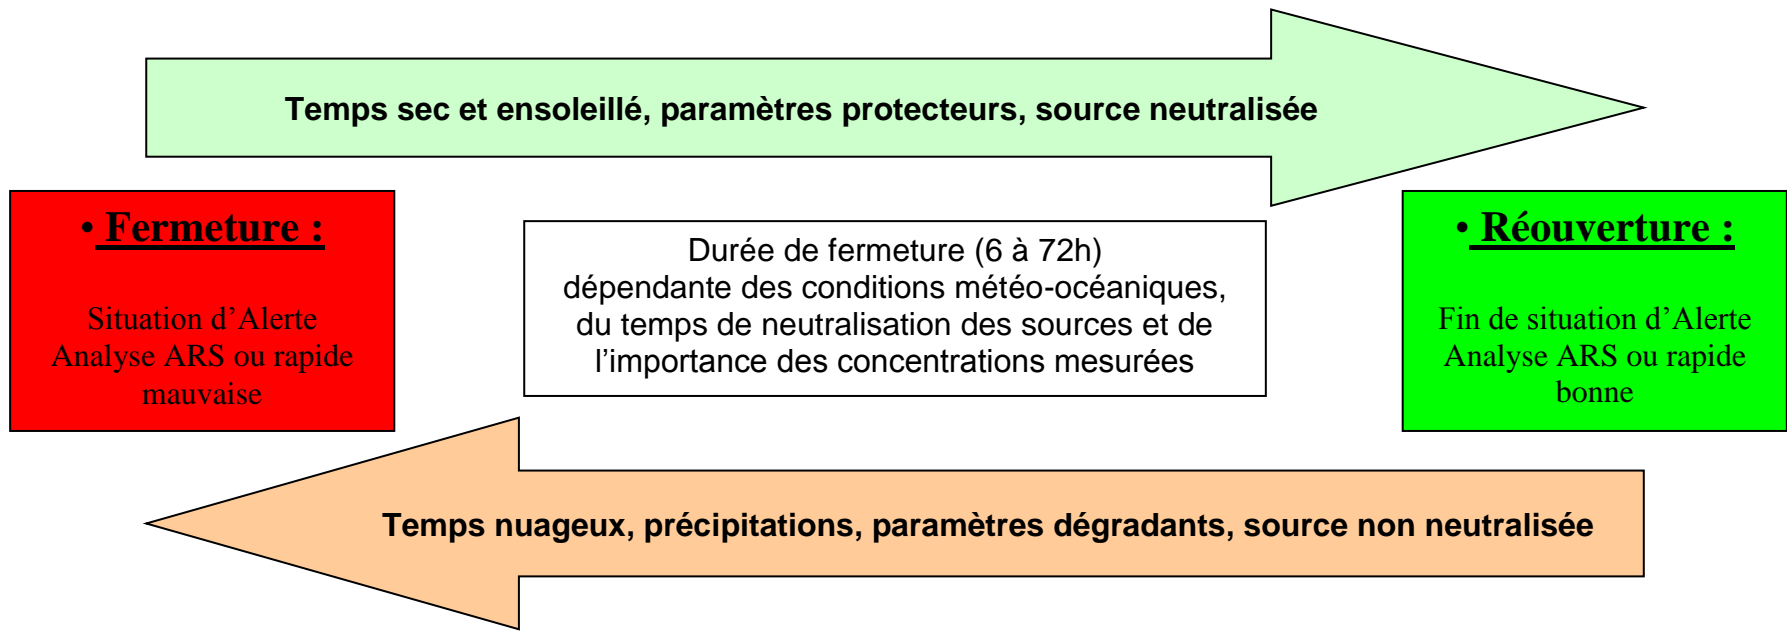 Temps sec et ensoleillé, paramètres protecteurs, source neutralisée
• Fermeture :
Situation d’Alerte
Analyse ARS ou rapide
mauvaise
Durée de fermeture (6 à 72h)
dépendante des conditions météo-océaniques,
du temps de neutralisation des sources et de
l’importance des concentrations mesurées
• Réouverture :
Fin de situation d’Alerte
Analyse ARS ou rapide
bonne
Temps nuageux, précipitations, paramètres dégradants, source non neutralisée